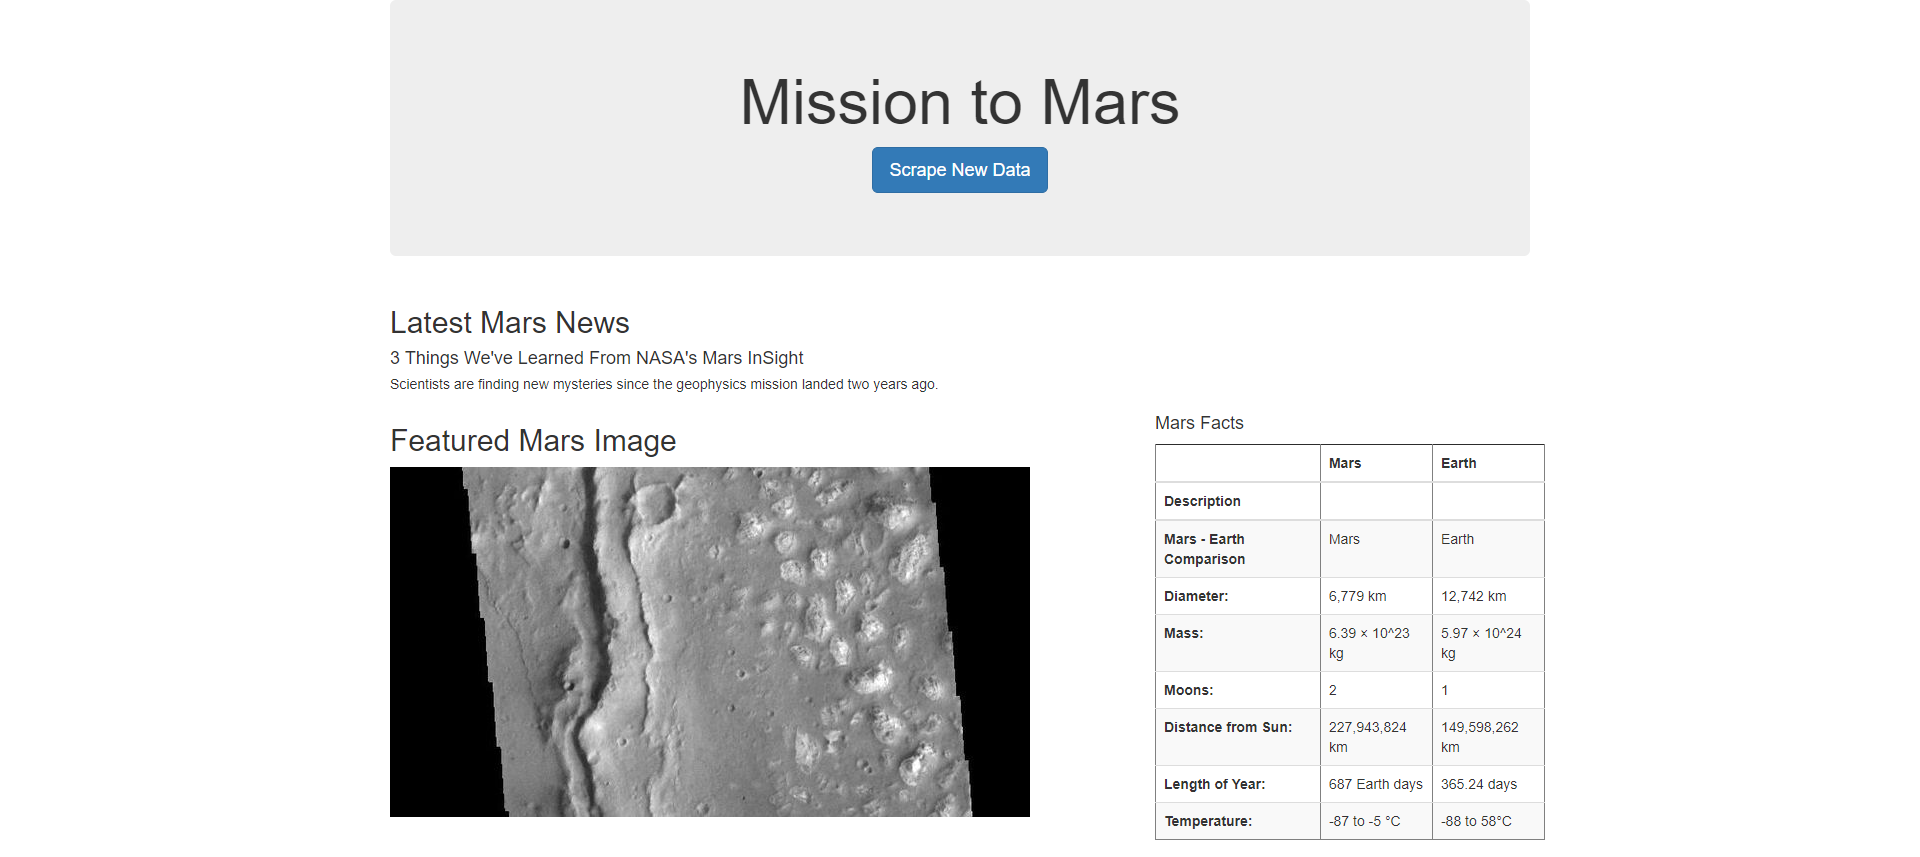 Mission to Mars
Scrape New Data
Latest Mars News
3 Things We've Learned From NASA's Mars InSight
Scientists are finding new mysteries since the geophysics mission landed two years ago.
Featured Mars Image
Mars Facts
Mars Earth
Description
Mars - Earth Comparison Mars Earth
Diameter: 6,779 km 12,742 km
Mass: 6.39 × 10^23 kg 5.97 × 10^24 kg
Moons: 2 1
Distance from Sun: 227,943,824 km 149,598,262 km
Length of Year: 687 Earth days 365.24 days
Temperature: -87 to -5 °C -88 to 58°C